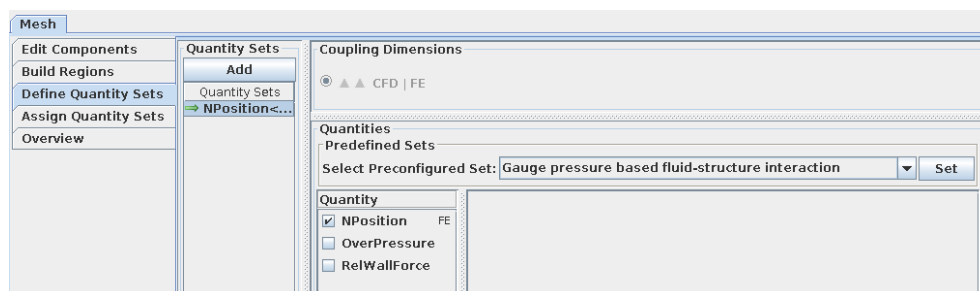 Mesh
Edit Components
Build Regions
Define Quantity Sets
Assign Quantity Sets
Overview
Quantity Sets
Add
Quantity Sets
NPosition<...
Coupling Dimensions
CFD | FE
Quantities
Predefined Sets
Select Preconfigured Set: Gauge pressure based fluid-structure interaction Set
Quantity
NPosition FE
OverPressure
RelWallForce